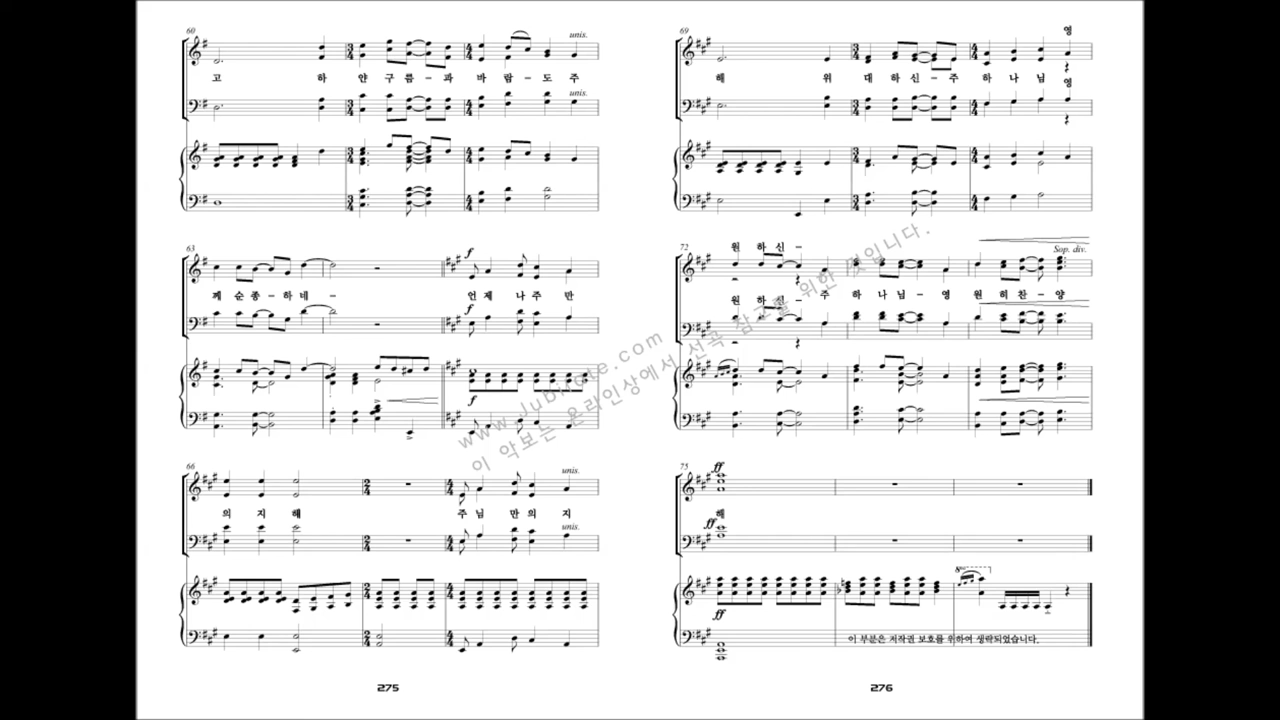 60
unis.
고 하 얀 구 름 - 과 바 람 - 도 주
unis.
63
f
께 순 종 - 하 네 - 언 제 나 주 만
f
f
66
unis.
의 지 해 주 님 만 의 지
unis.
275
69
영
해 위 대 하 신 - 주 하 나 님
영
72
원 하 신 -
Sop. div.
원 하 신 - 주 하 나 님 - 영 원 히 찬 - 양
75
ff
해
ff
8va
ff
이 부분은 저작권 보호를 위하여 생략되었습니다.
276
www.Jubinote.com
이 악보는 온라인상에서 선곡 참고를 위한 것입니다.